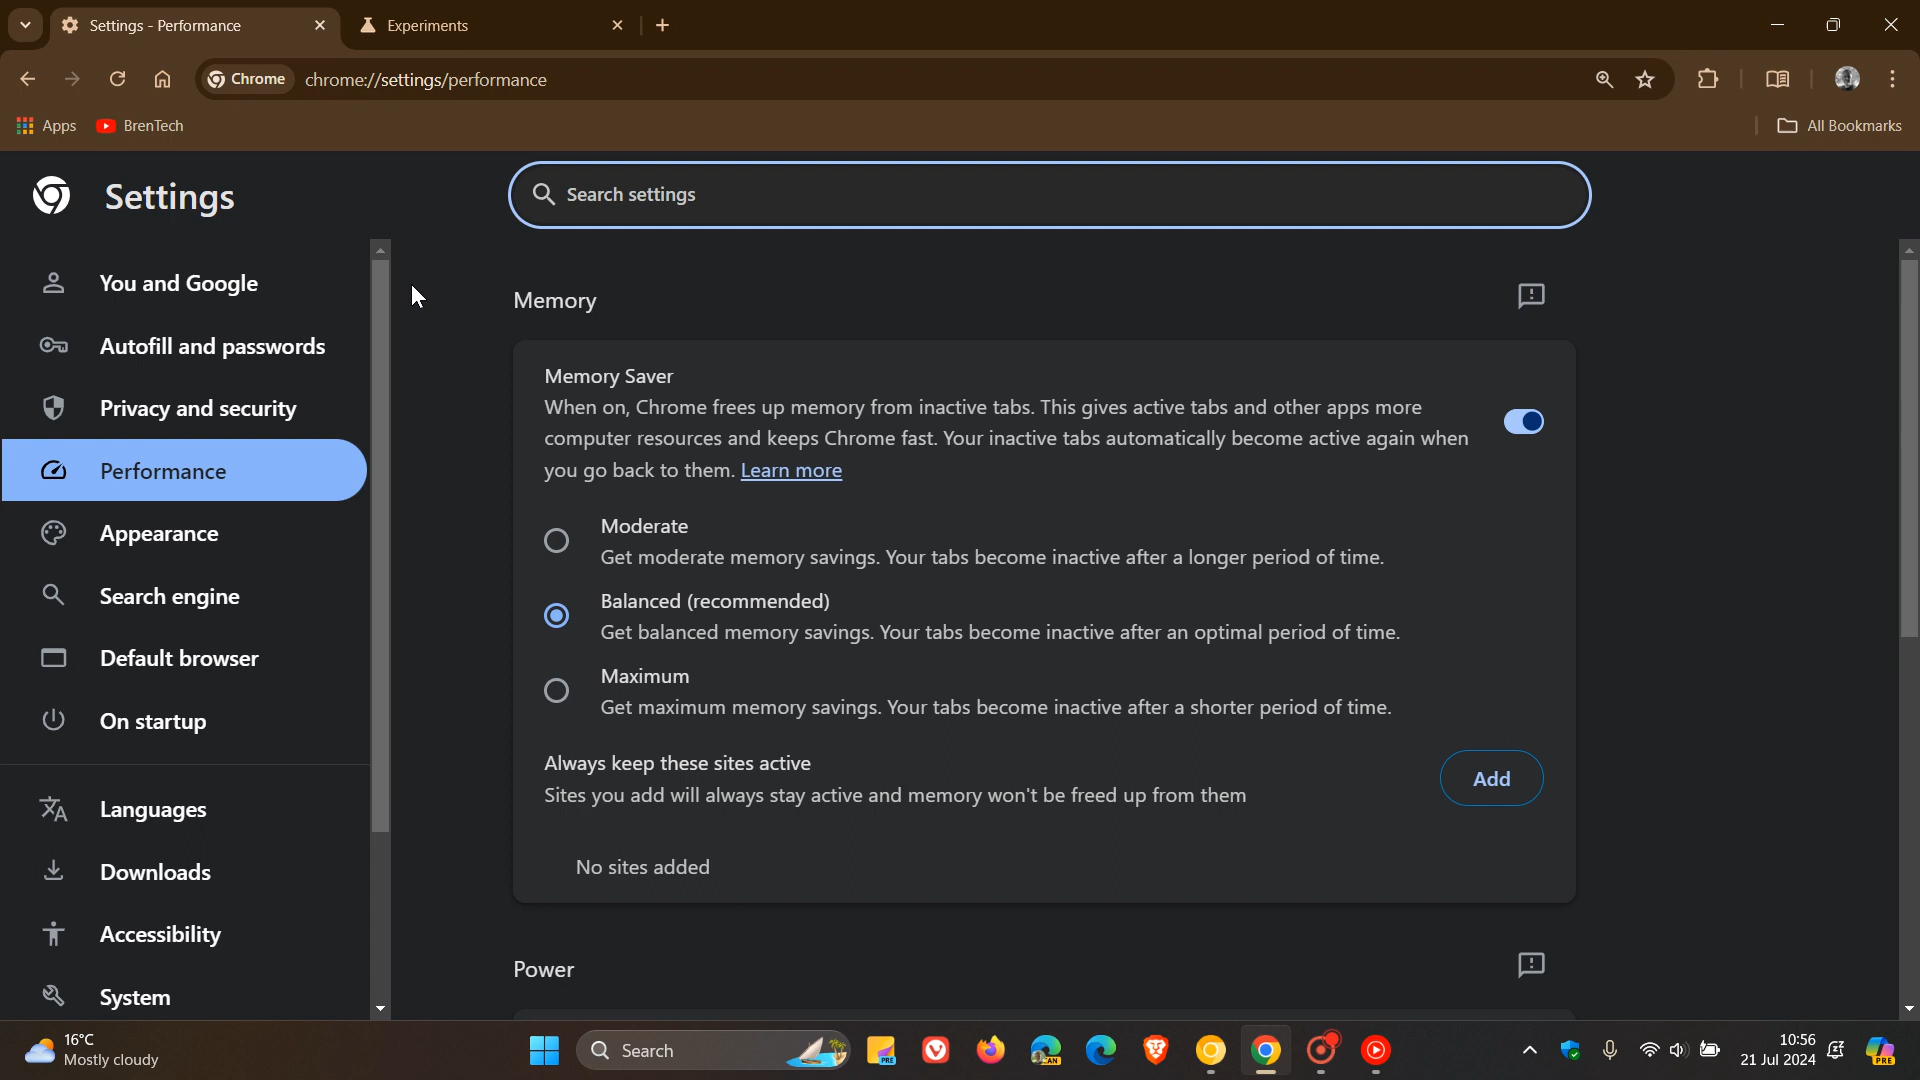 Settings - Performance
Experiments
Chrome
chrome://settings/performance
Apps
BrenTech
All Bookmarks
Settings
Search settings
You and Google
Autofill and passwords
Privacy and security
Performance
Appearance
Search engine
Default browser
On startup
Languages
Downloads
Accessibility
System
Memory
Memory Saver
When on, Chrome frees up memory from inactive tabs. This gives active tabs and other apps more
computer resources and keeps Chrome fast. Your inactive tabs automatically become active again when
you go back to them. Learn more
Moderate
Get moderate memory savings. Your tabs become inactive after a longer period of time.
Balanced (recommended)
Get balanced memory savings. Your tabs become inactive after an optimal period of time.
Maximum
Get maximum memory savings. Your tabs become inactive after a shorter period of time.
Always keep these sites active
Sites you add will always stay active and memory won't be freed up from them
Add
No sites added
Power
16°C
Mostly cloudy
Search
PRE
CAN
10:56
21 Jul 2024
PRE